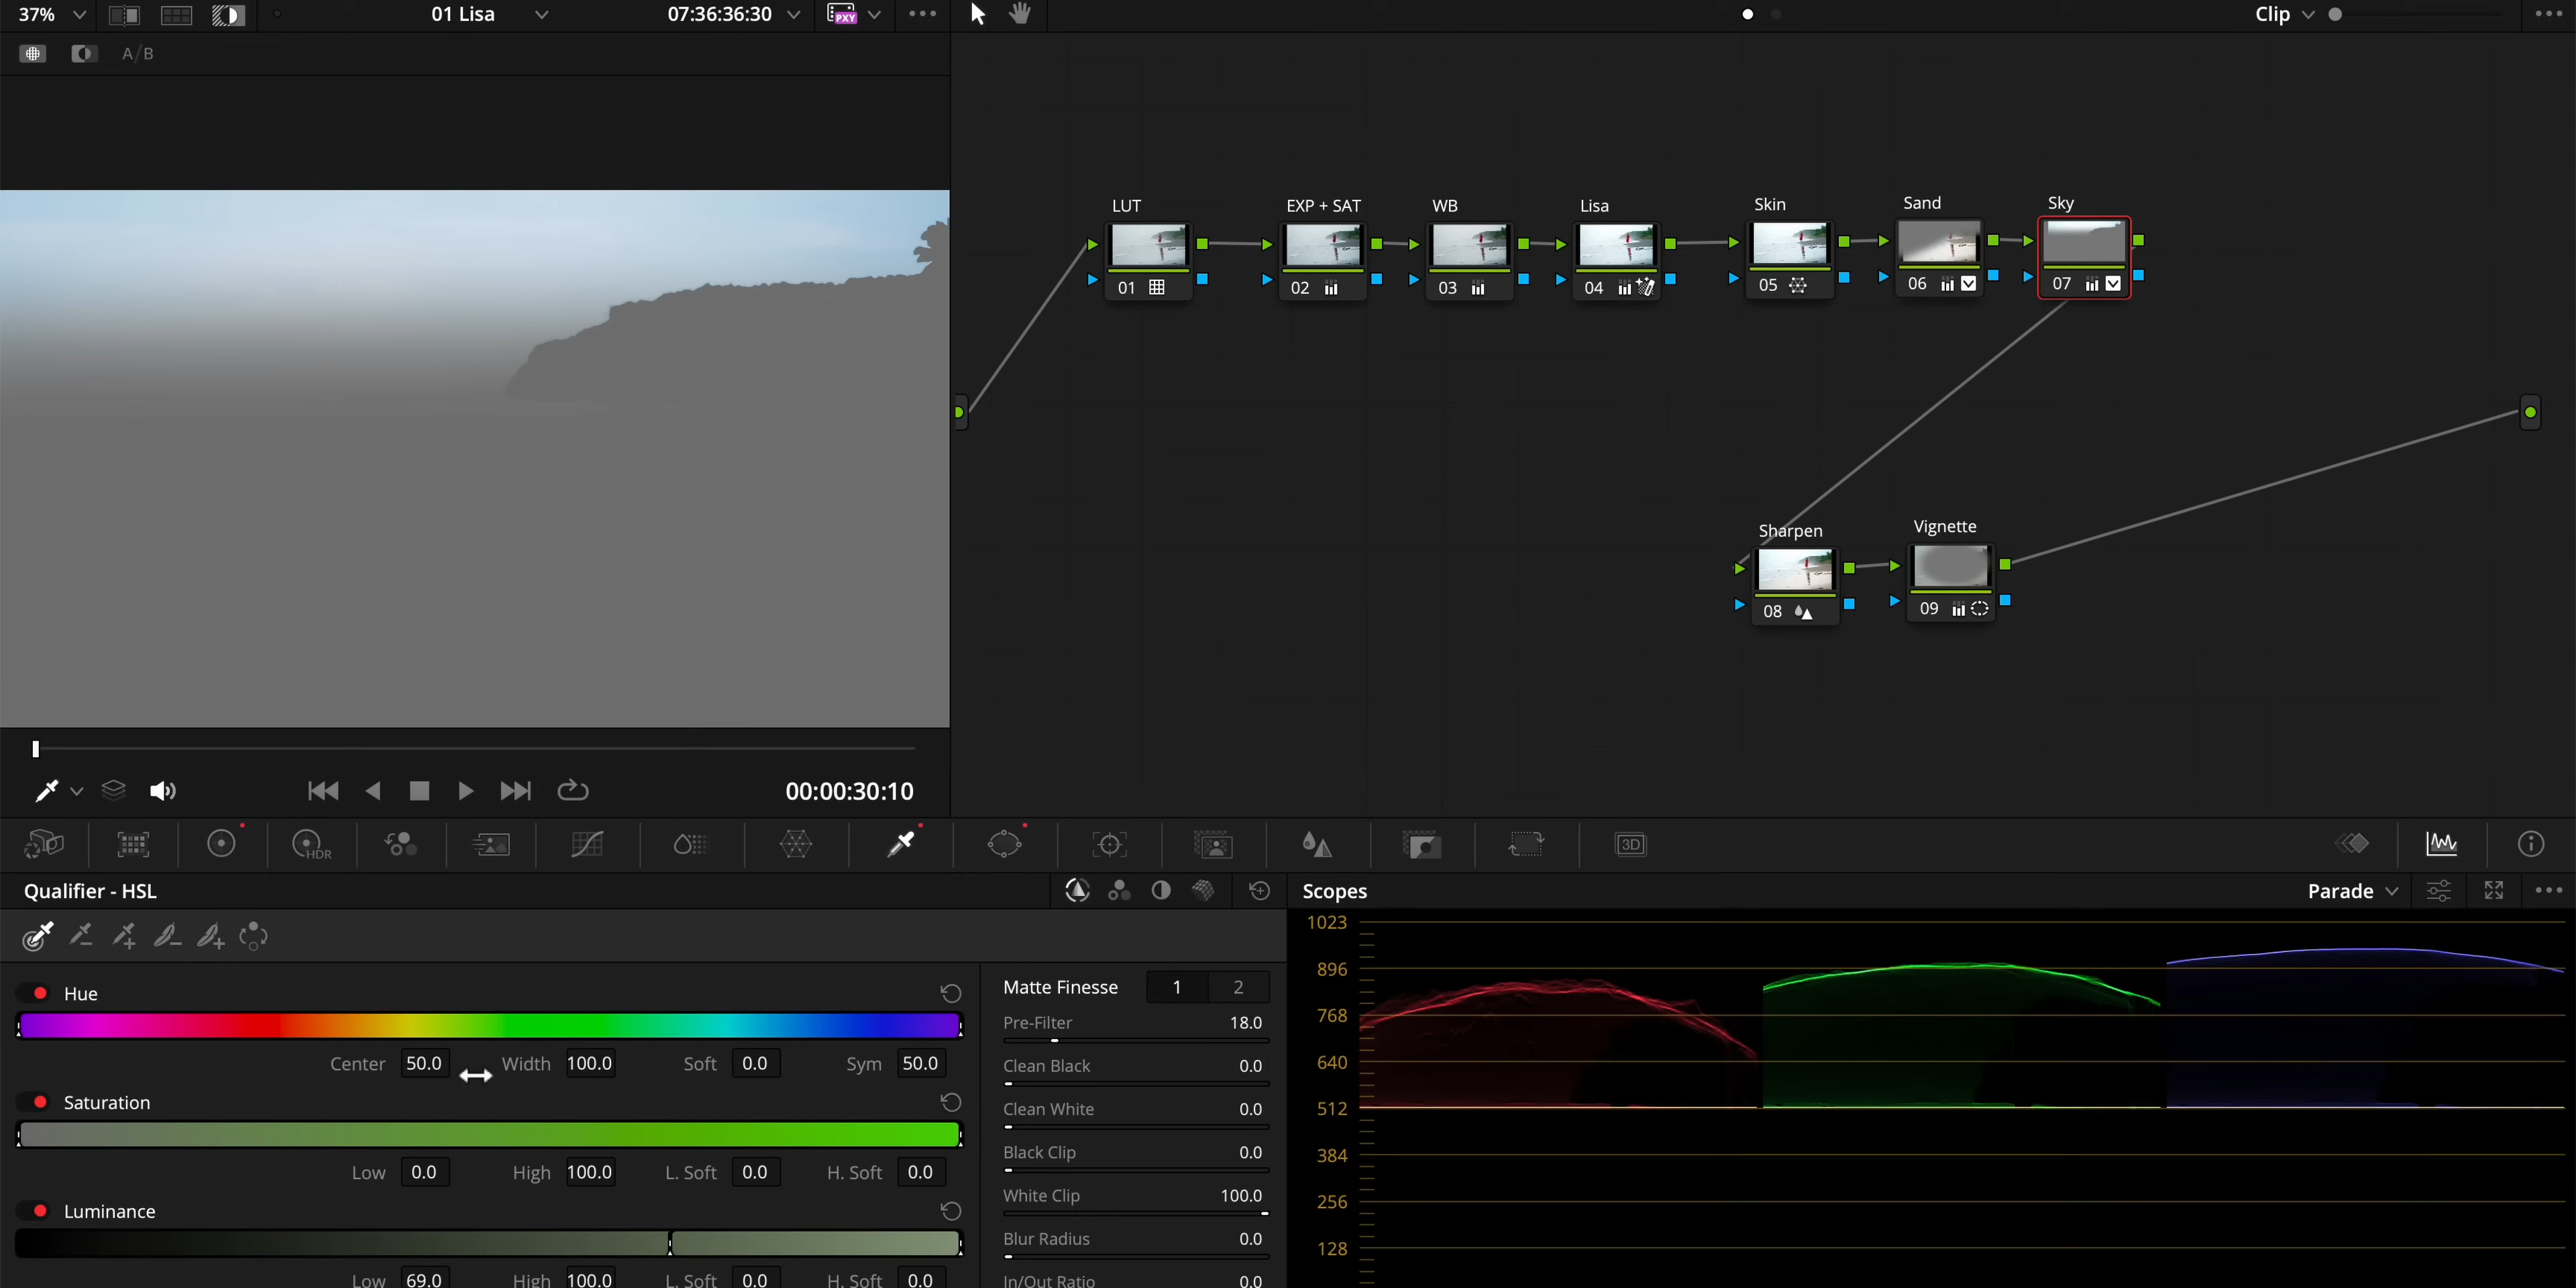 37% 01 Lisa 07:36:36:30 PXY Clip
A/B
LUT EXP + SAT WB Lisa Skin Sand Sky
01 02 03 04 05 06 07
Sharpen Vignette
08 09
00:00:30:10
HDR 3D
Qualifier - HSL Scopes Parade
Hue
Center 50.0 Width 100.0 Soft 0.0 Sym 50.0
Saturation
Low 0.0 High 100.0 L. Soft 0.0 H. Soft 0.0
Luminance
Low 69.0 High 100.0 L. Soft 0.0 H. Soft 0.0
Matte Finesse 1 2
Pre-Filter 18.0
Clean Black 0.0
Clean White 0.0
Black Clip 0.0
White Clip 100.0
Blur Radius 0.0
In/Out Ratio 0.0
1023
896
768
640
512
384
256
128